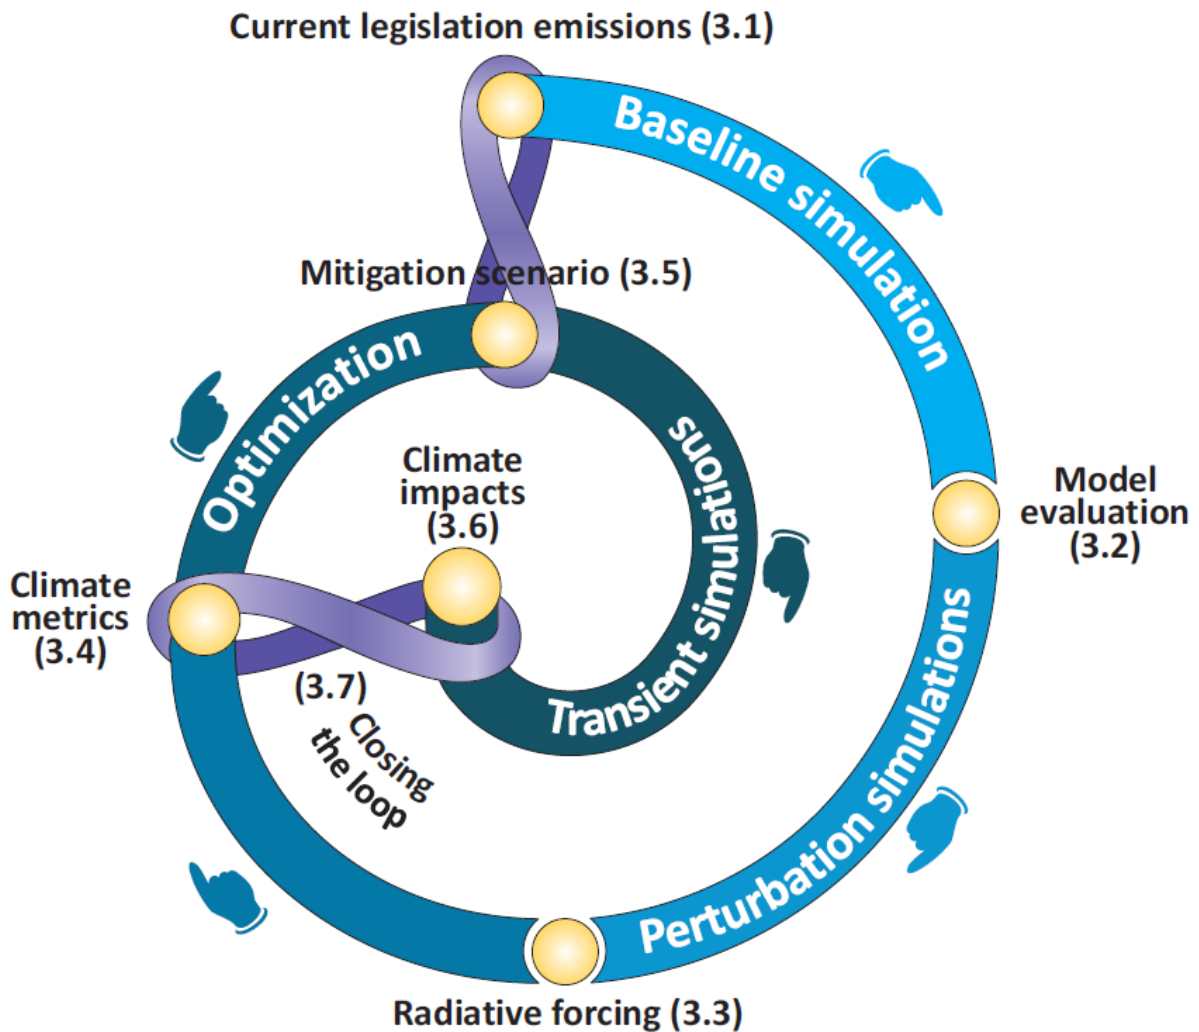 Current legislation emissions (3.1)
Baseline simulation
Mitigation scenario (3.5)
Optimization
Transient simulations
Climate
impacts
(3.6)
Model
evaluation
(3.2)
Climate
metrics
(3.4)
(3.7)
Closing
the loop
Perturbation simulations
Radiative forcing (3.3)